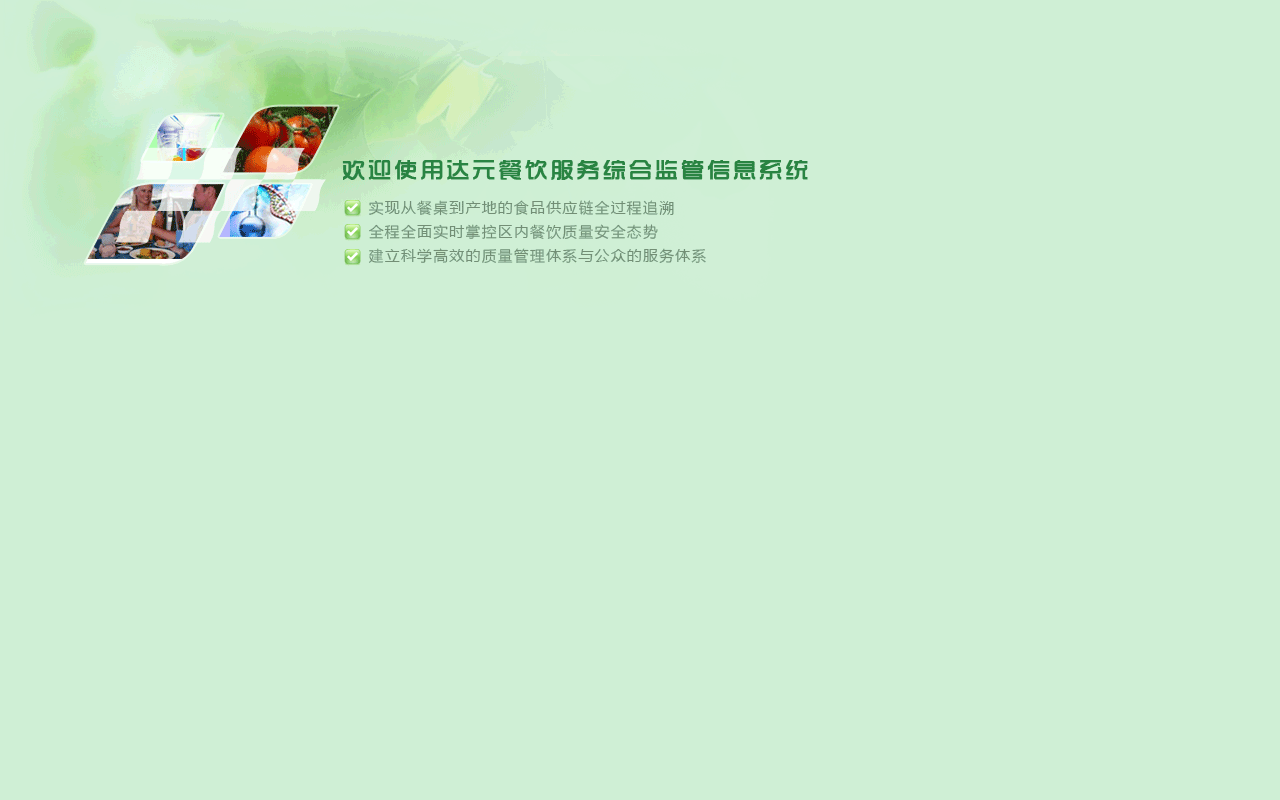 欢迎使用达元餐饮服务综合监管信息系统
实现从餐桌到产地的食品供应链全过程追溯
全程全面实时掌控区内餐饮质量安全态势
建立科学高效的质量管理体系与公众的服务体系